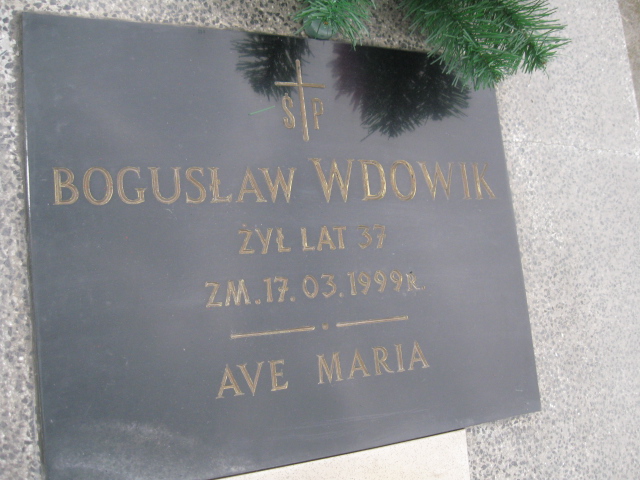 S P
BOGUSŁAW WDOWIK
ŻYŁ LAT 37
ZM. 17. 03. 1999 R.
AVE MARIA